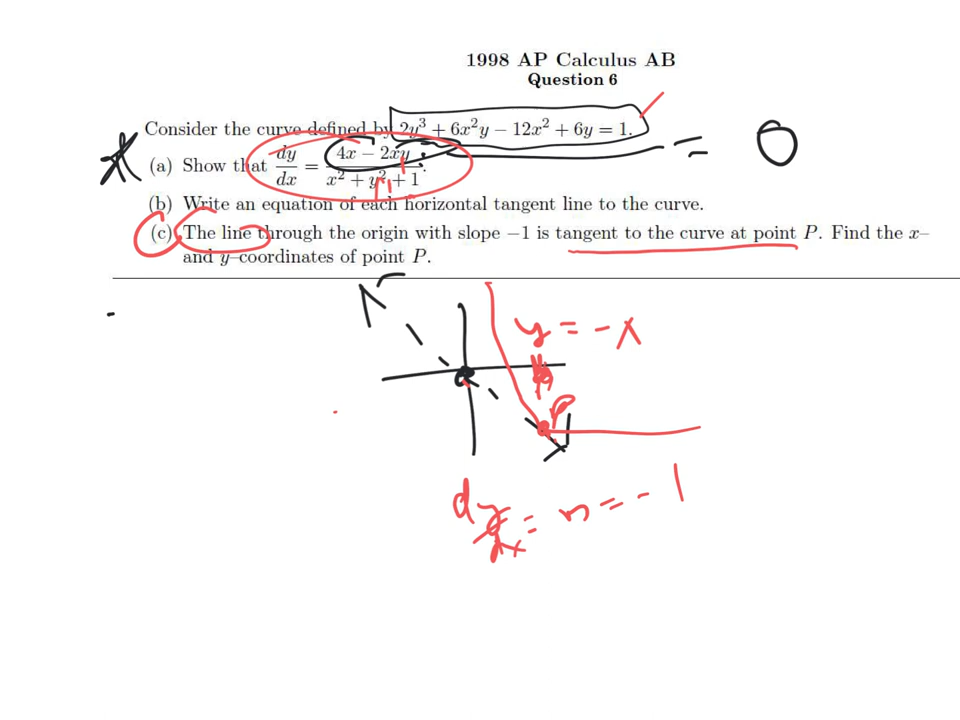 1998 AP Calculus AB
Question 6
Consider the curve defined by 2y³ + 6x²y − 12x² + 6y = 1.
= 0
(a) Show that dy/dx = (4x − 2xy)/(x² + y² + 1).
(b) Write an equation of each horizontal tangent line to the curve.
(c) The line through the origin with slope −1 is tangent to the curve at point P. Find the x–
and y–coordinates of point P.
y = -x
P
dy/dx = m = -1